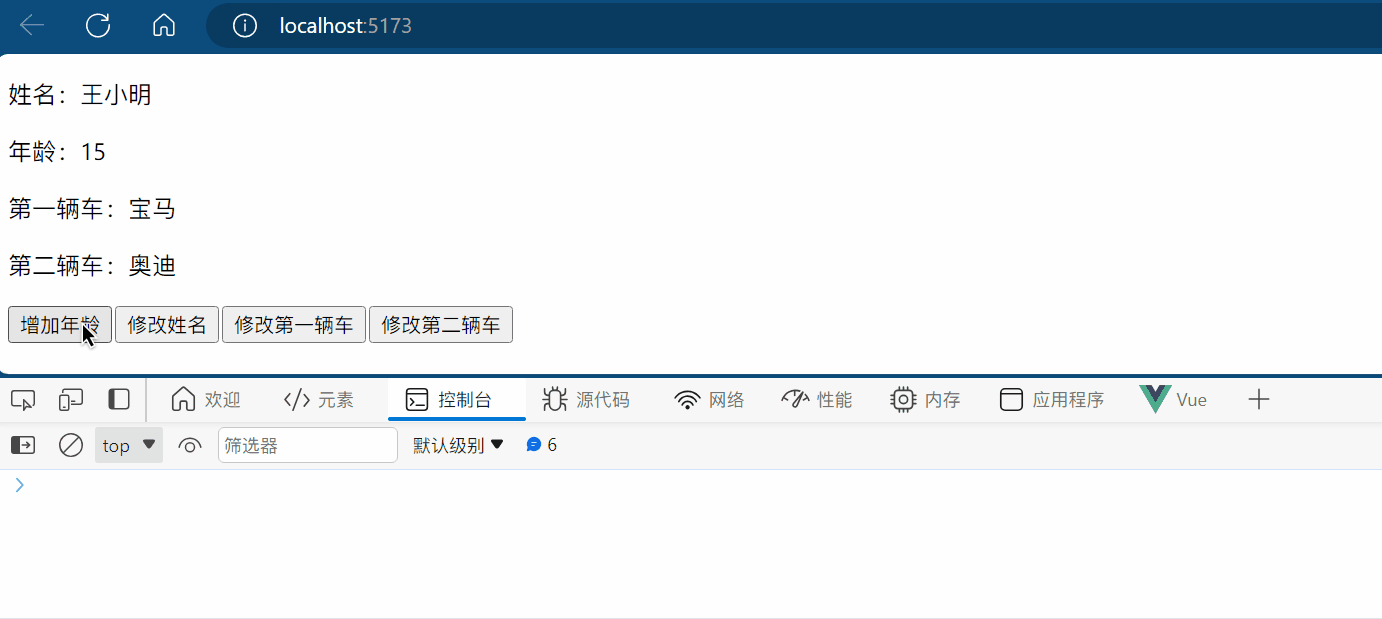 localhost:5173
姓名：王小明
年龄：15
第一辆车：宝马
第二辆车：奥迪
增加年龄 修改姓名 修改第一辆车 修改第二辆车
欢迎 元素 控制台 源代码 网络 性能 内存 应用程序 Vue
top 筛选器 默认级别 6